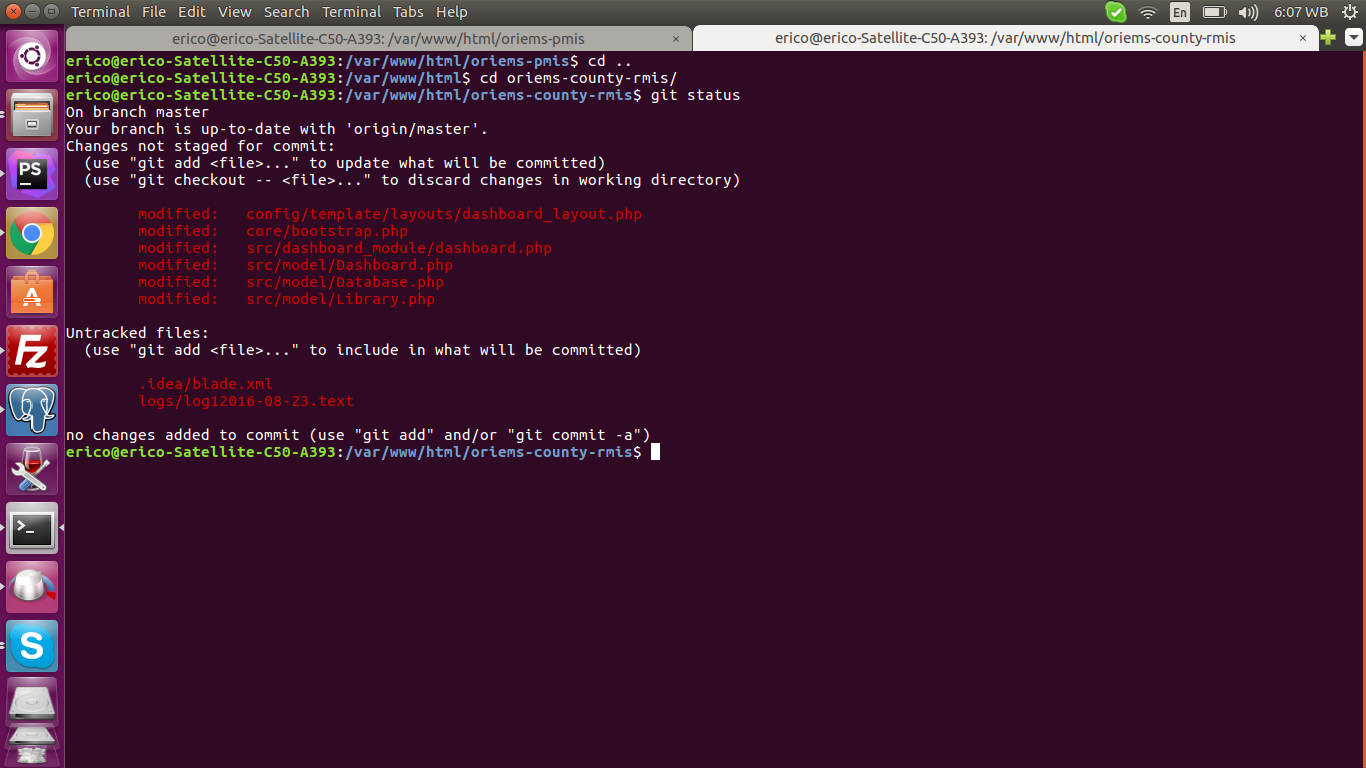 Terminal File Edit View Search Terminal Tabs Help En 6:07 WB
erico@erico-Satellite-C50-A393: /var/www/html/oriems-pmis × erico@erico-Satellite-C50-A393: /var/www/html/oriems-county-rmis ×
erico@erico-Satellite-C50-A393:/var/www/html/oriems-pmis$ cd ..
erico@erico-Satellite-C50-A393:/var/www/html$ cd oriems-county-rmis/
erico@erico-Satellite-C50-A393:/var/www/html/oriems-county-rmis$ git status
On branch master
Your branch is up-to-date with 'origin/master'.
Changes not staged for commit:
  (use "git add <file>..." to update what will be committed)
  (use "git checkout -- <file>..." to discard changes in working directory)
        modified:   config/template/layouts/dashboard_layout.php
        modified:   core/bootstrap.php
        modified:   src/dashboard_module/dashboard.php
        modified:   src/model/Dashboard.php
        modified:   src/model/Database.php
        modified:   src/model/Library.php
Untracked files:
  (use "git add <file>..." to include in what will be committed)
        .idea/blade.xml
        logs/log12016-08-23.text
no changes added to commit (use "git add" and/or "git commit -a")
erico@erico-Satellite-C50-A393:/var/www/html/oriems-county-rmis$
PS
A
FZ
>_
S